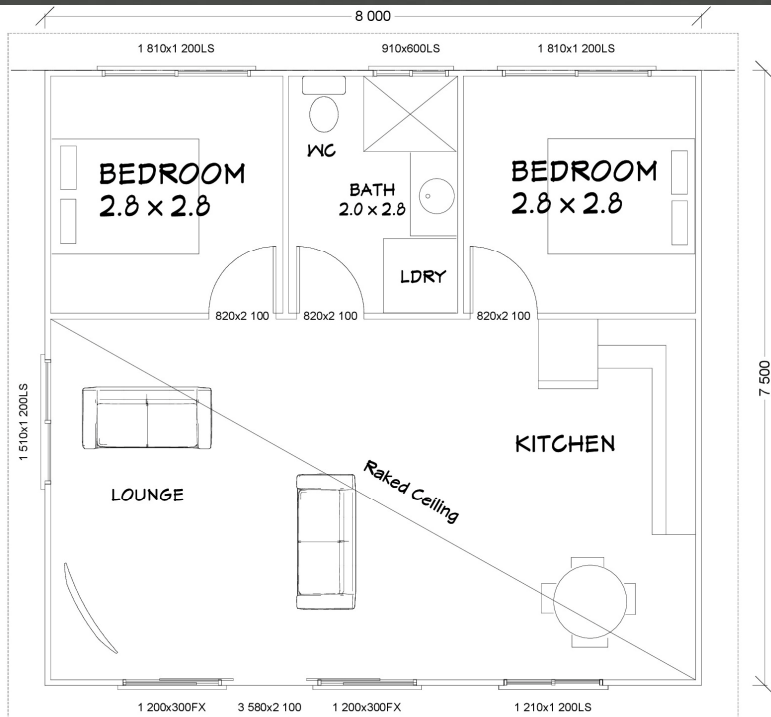 8 000
1 810x1 200LS
910x600LS
1 810x1 200LS
BEDROOM
2.8 x 2.8
WC
BATH
2.0 x 2.8
BEDROOM
2.8 x 2.8
LDRY
820x2 100
820x2 100
820x2 100
7 500
1 510x1 200LS
KITCHEN
LOUNGE
Raked Ceiling
1 200x300FX
3 580x2 100
1 200x300FX
1 210x1 200LS